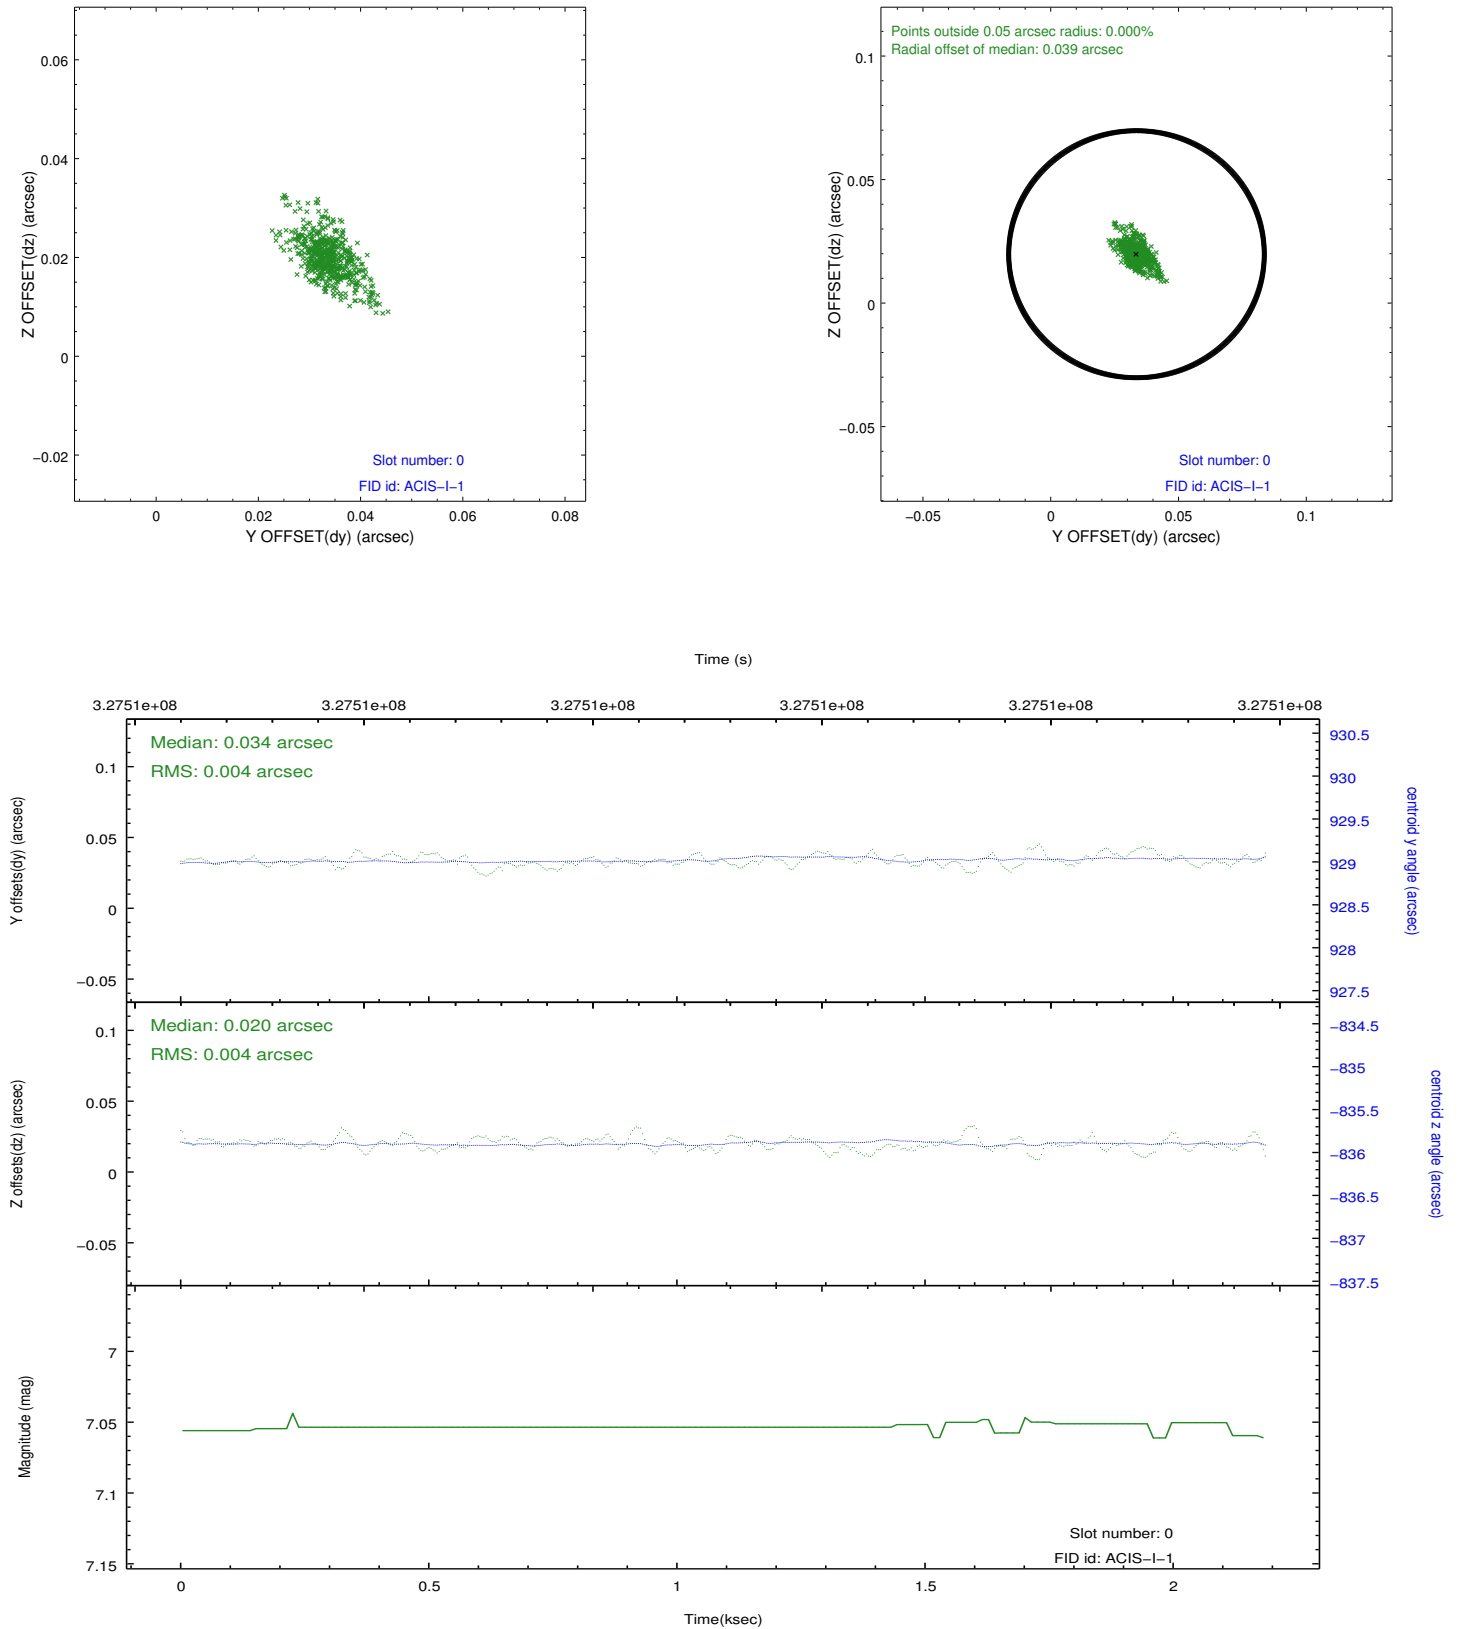 0.06
0.04
0.02
0
−0.02
Z OFFSET(dz) (arcsec)
Slot number: 0
FID id: ACIS−I−1
0
0.02
0.04
0.06
0.08
Y OFFSET(dy) (arcsec)
Points outside 0.05 arcsec radius: 0.000%
Radial offset of median: 0.039 arcsec
0.1
0.05
0
−0.05
Z OFFSET(dz) (arcsec)
Slot number: 0
FID id: ACIS−I−1
−0.05
0
0.05
0.1
Y OFFSET(dy) (arcsec)
Time (s)
3.2751e+08
3.2751e+08
3.2751e+08
3.2751e+08
3.2751e+08
3.2751e+08
Median: 0.034 arcsec
RMS: 0.004 arcsec
0.1
0.05
0
−0.05
Y offsets(dy) (arcsec)
930.5
930
929.5
929
928.5
928
927.5
centroid y angle (arcsec)
Median: 0.020 arcsec
RMS: 0.004 arcsec
0.1
0.05
0
−0.05
Z offsets(dz) (arcsec)
−834.5
−835
−835.5
−836
−836.5
−837
−837.5
centroid z angle (arcsec)
7
7.05
7.1
7.15
Magnitude (mag)
Slot number: 0
FID id: ACIS−I−1
0
0.5
1
1.5
2
Time(ksec)